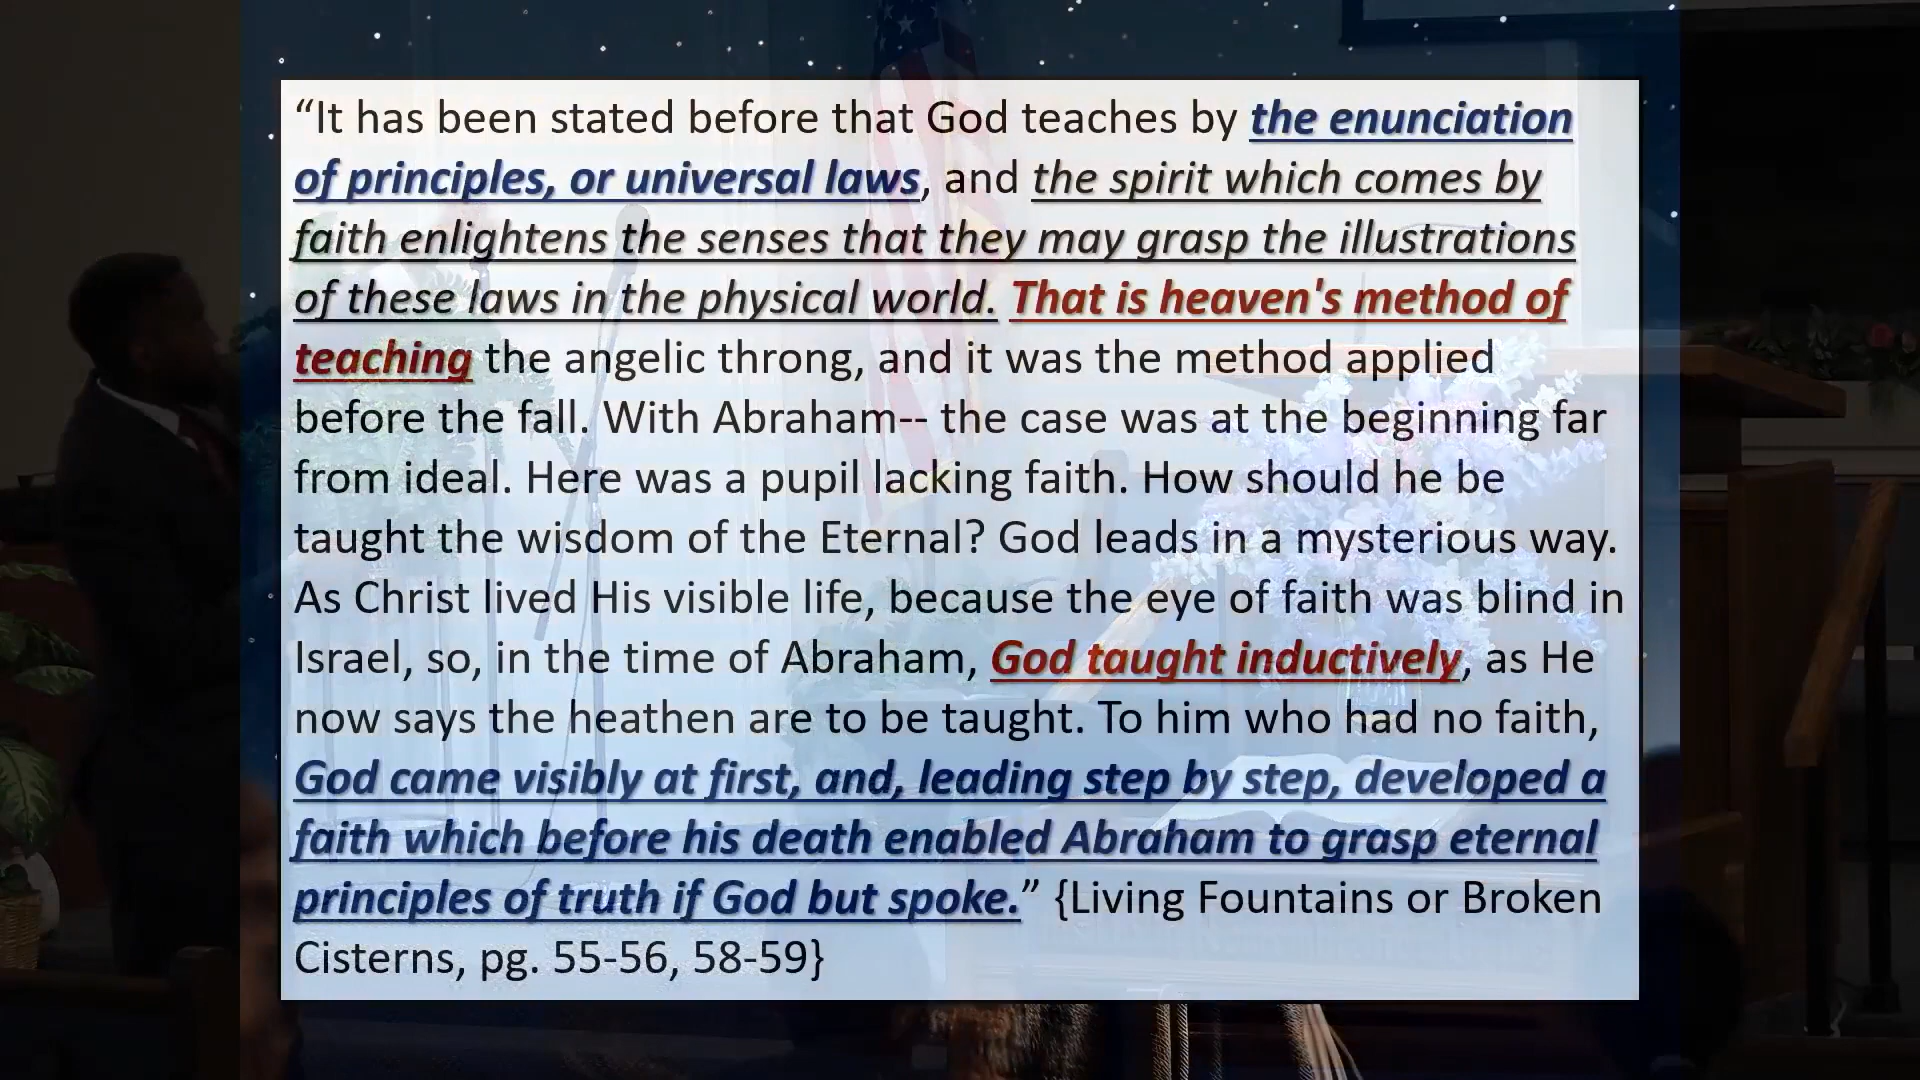 “It has been stated before that God teaches by the enunciation
of principles, or universal laws, and the spirit which comes by
faith enlightens the senses that they may grasp the illustrations
of these laws in the physical world. That is heaven's method of
teaching the angelic throng, and it was the method applied
before the fall. With Abraham-- the case was at the beginning far
from ideal. Here was a pupil lacking faith. How should he be
taught the wisdom of the Eternal? God leads in a mysterious way.
As Christ lived His visible life, because the eye of faith was blind in
Israel, so, in the time of Abraham, God taught inductively, as He
now says the heathen are to be taught. To him who had no faith,
God came visibly at first, and, leading step by step, developed a
faith which before his death enabled Abraham to grasp eternal
principles of truth if God but spoke.” {Living Fountains or Broken
Cisterns, pg. 55-56, 58-59}